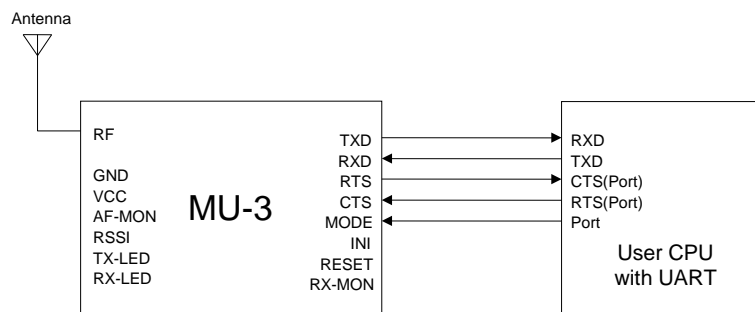 Antenna
RF
GND
VCC
AF-MON
RSSI
TX-LED
RX-LED
MU-3
TXD
RXD
RTS
CTS
MODE
INI
RESET
RX-MON
RXD
TXD
CTS(Port)
RTS(Port)
Port
User CPU
with UART